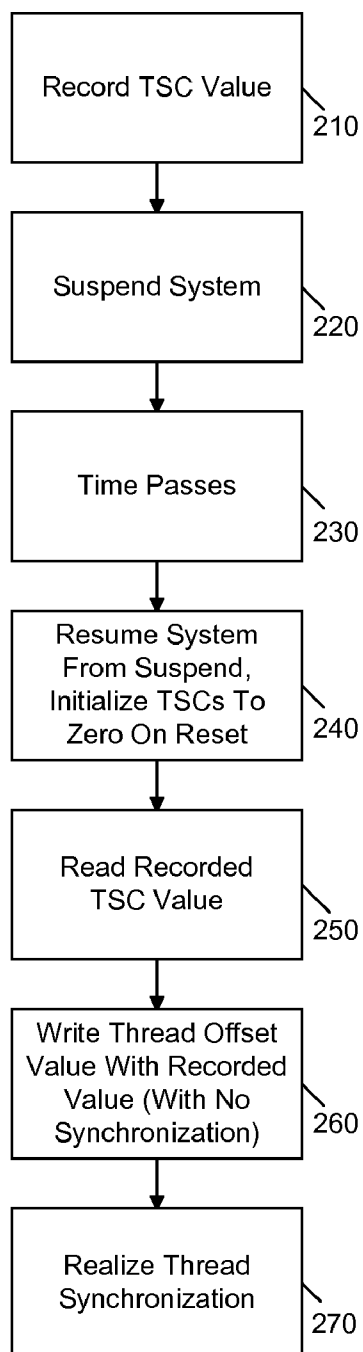 Record TSC Value
210
Suspend System
220
Time Passes
230
Resume System
From Suspend,
Initialize TSCs To
Zero On Reset
240
Read Recorded
TSC Value
250
Write Thread Offset
Value With Recorded
Value (With No
Synchronization)
260
Realize Thread
Synchronization
270